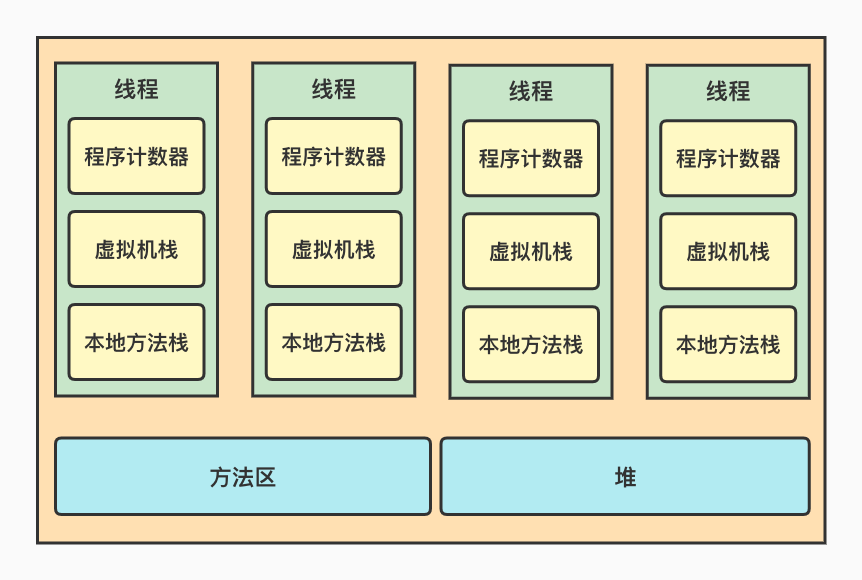 线程
程序计数器
虚拟机栈
本地方法栈
线程
程序计数器
虚拟机栈
本地方法栈
线程
程序计数器
虚拟机栈
本地方法栈
线程
程序计数器
虚拟机栈
本地方法栈
方法区
堆